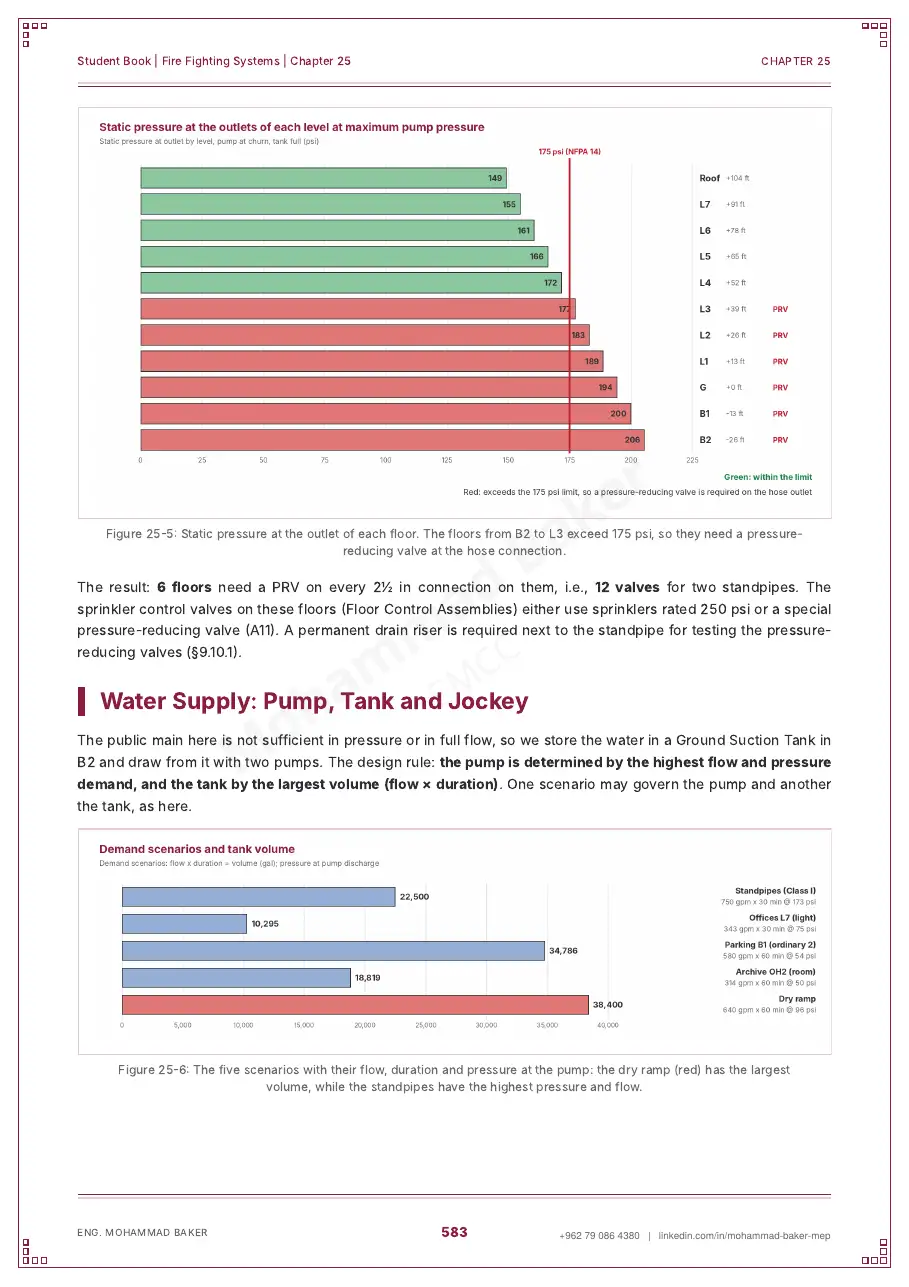 Student Book | Fire Fighting Systems | Chapter 25
CHAPTER 25
Static pressure at the outlets of each level at maximum pump pressure
Static pressure at outlet by level, pump at churn, tank full (psi)
175 psi (NFPA 14)
149 Roof +104 ft
155 L7 +91 ft
161 L6 +78 ft
166 L5 +65 ft
172 L4 +52 ft
177 L3 +39 ft PRV
183 L2 +26 ft PRV
189 L1 +13 ft PRV
194 G +0 ft PRV
200 B1 -13 ft PRV
206 B2 -26 ft PRV
0 25 50 75 100 125 150 175 200 225
Green: within the limit
Red: exceeds the 175 psi limit, so a pressure-reducing valve is required on the hose outlet
Figure 25-5: Static pressure at the outlet of each floor. The floors from B2 to L3 exceed 175 psi, so they need a pressure-
reducing valve at the hose connection.
The result: 6 floors need a PRV on every 2½ in connection on them, i.e., 12 valves for two standpipes. The
sprinkler control valves on these floors (Floor Control Assemblies) either use sprinklers rated 250 psi or a special
pressure-reducing valve (A11). A permanent drain riser is required next to the standpipe for testing the pressure-
reducing valves (§9.10.1).
Water Supply: Pump, Tank and Jockey
The public main here is not sufficient in pressure or in full flow, so we store the water in a Ground Suction Tank in
B2 and draw from it with two pumps. The design rule: the pump is determined by the highest flow and pressure
demand, and the tank by the largest volume (flow × duration). One scenario may govern the pump and another
the tank, as here.
Demand scenarios and tank volume
Demand scenarios: flow x duration = volume (gal); pressure at pump discharge
22,500 Standpipes (Class I)
750 gpm x 30 min @ 173 psi
10,295 Offices L7 (light)
343 gpm x 30 min @ 75 psi
34,786 Parking B1 (ordinary 2)
580 gpm x 60 min @ 54 psi
18,819 Archive OH2 (room)
314 gpm x 60 min @ 50 psi
38,400 Dry ramp
640 gpm x 60 min @ 96 psi
0 5,000 10,000 15,000 20,000 25,000 30,000 35,000 40,000
Figure 25-6: The five scenarios with their flow, duration and pressure at the pump: the dry ramp (red) has the largest
volume, while the standpipes have the highest pressure and flow.
Mohammad Baker
ENG. MOHAMMAD BAKER
583
+962 79 086 4380 | linkedin.com/in/mohammad-baker-mep